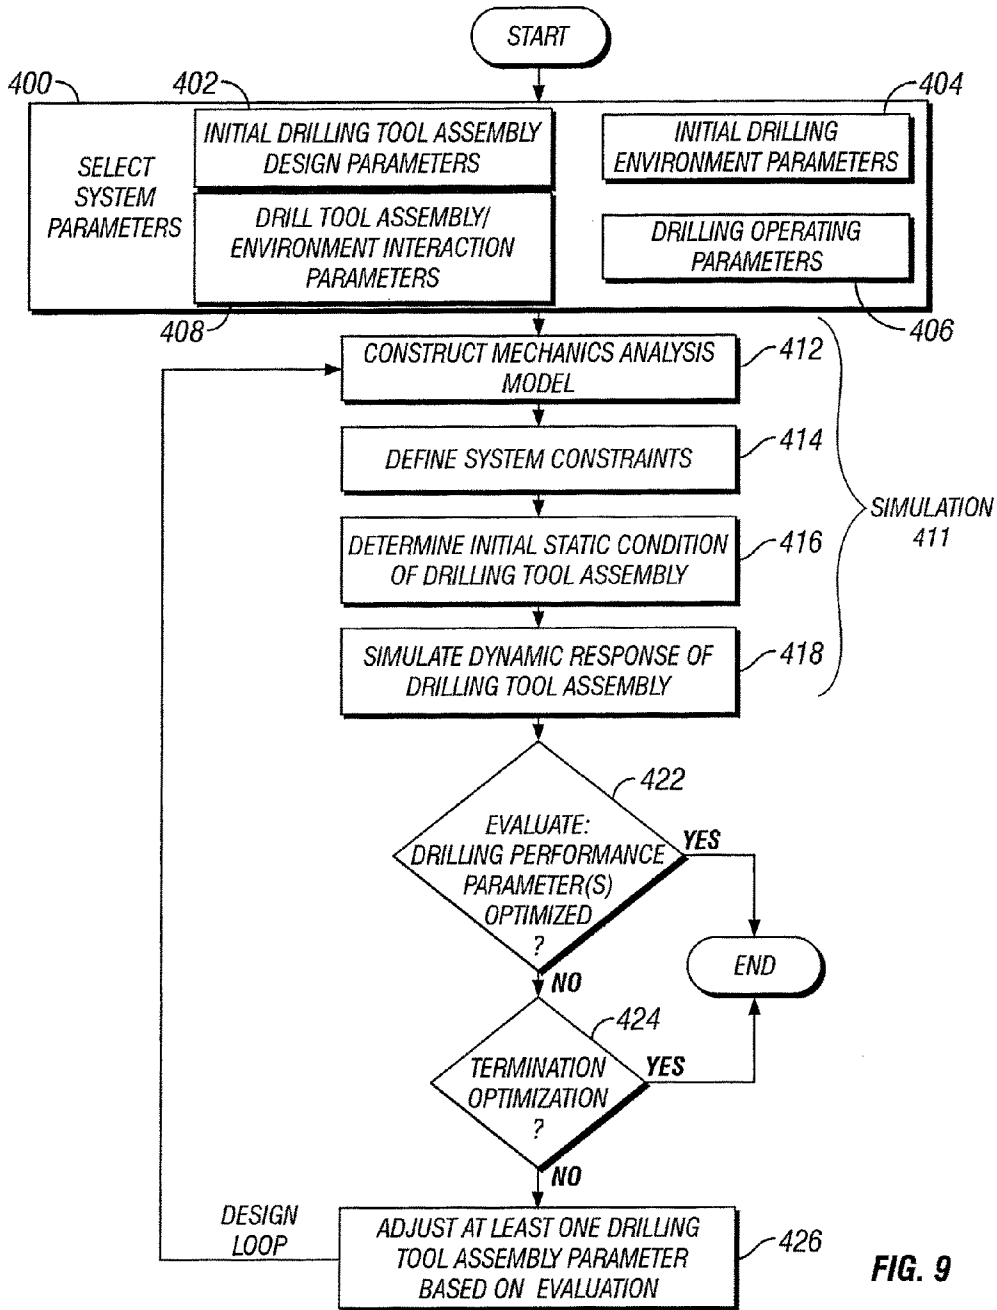 START
400
402
404
SELECT
SYSTEM
PARAMETERS
INITIAL DRILLING TOOL ASSEMBLY
DESIGN PARAMETERS
INITIAL DRILLING
ENVIRONMENT PARAMETERS
DRILL TOOL ASSEMBLY/
ENVIRONMENT INTERACTION
PARAMETERS
DRILLING OPERATING
PARAMETERS
408
406
CONSTRUCT MECHANICS ANALYSIS
MODEL
412
DEFINE SYSTEM CONSTRAINTS
414
DETERMINE INITIAL STATIC CONDITION
OF DRILLING TOOL ASSEMBLY
416
SIMULATE DYNAMIC RESPONSE OF
DRILLING TOOL ASSEMBLY
418
SIMULATION
411
422
EVALUATE:
DRILLING PERFORMANCE
PARAMETER(S)
OPTIMIZED
?
YES
NO
END
424
TERMINATION
OPTIMIZATION
?
YES
NO
DESIGN
LOOP
ADJUST AT LEAST ONE DRILLING
TOOL ASSEMBLY PARAMETER
BASED ON EVALUATION
426
FIG. 9